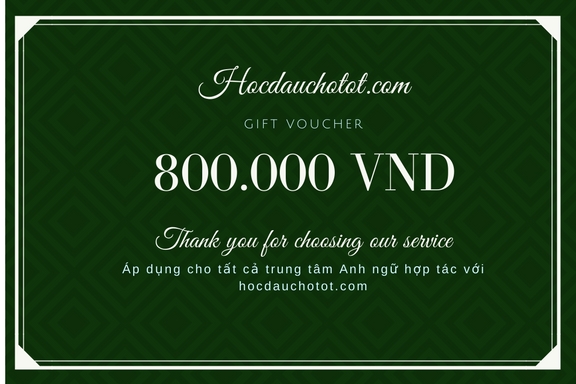 Hocdauchotot.com
GIFT VOUCHER
800.000 VND
Thank you for choosing our service
Áp dụng cho tất cả trung tâm Anh ngữ hợp tác với
hocdauchotot.com